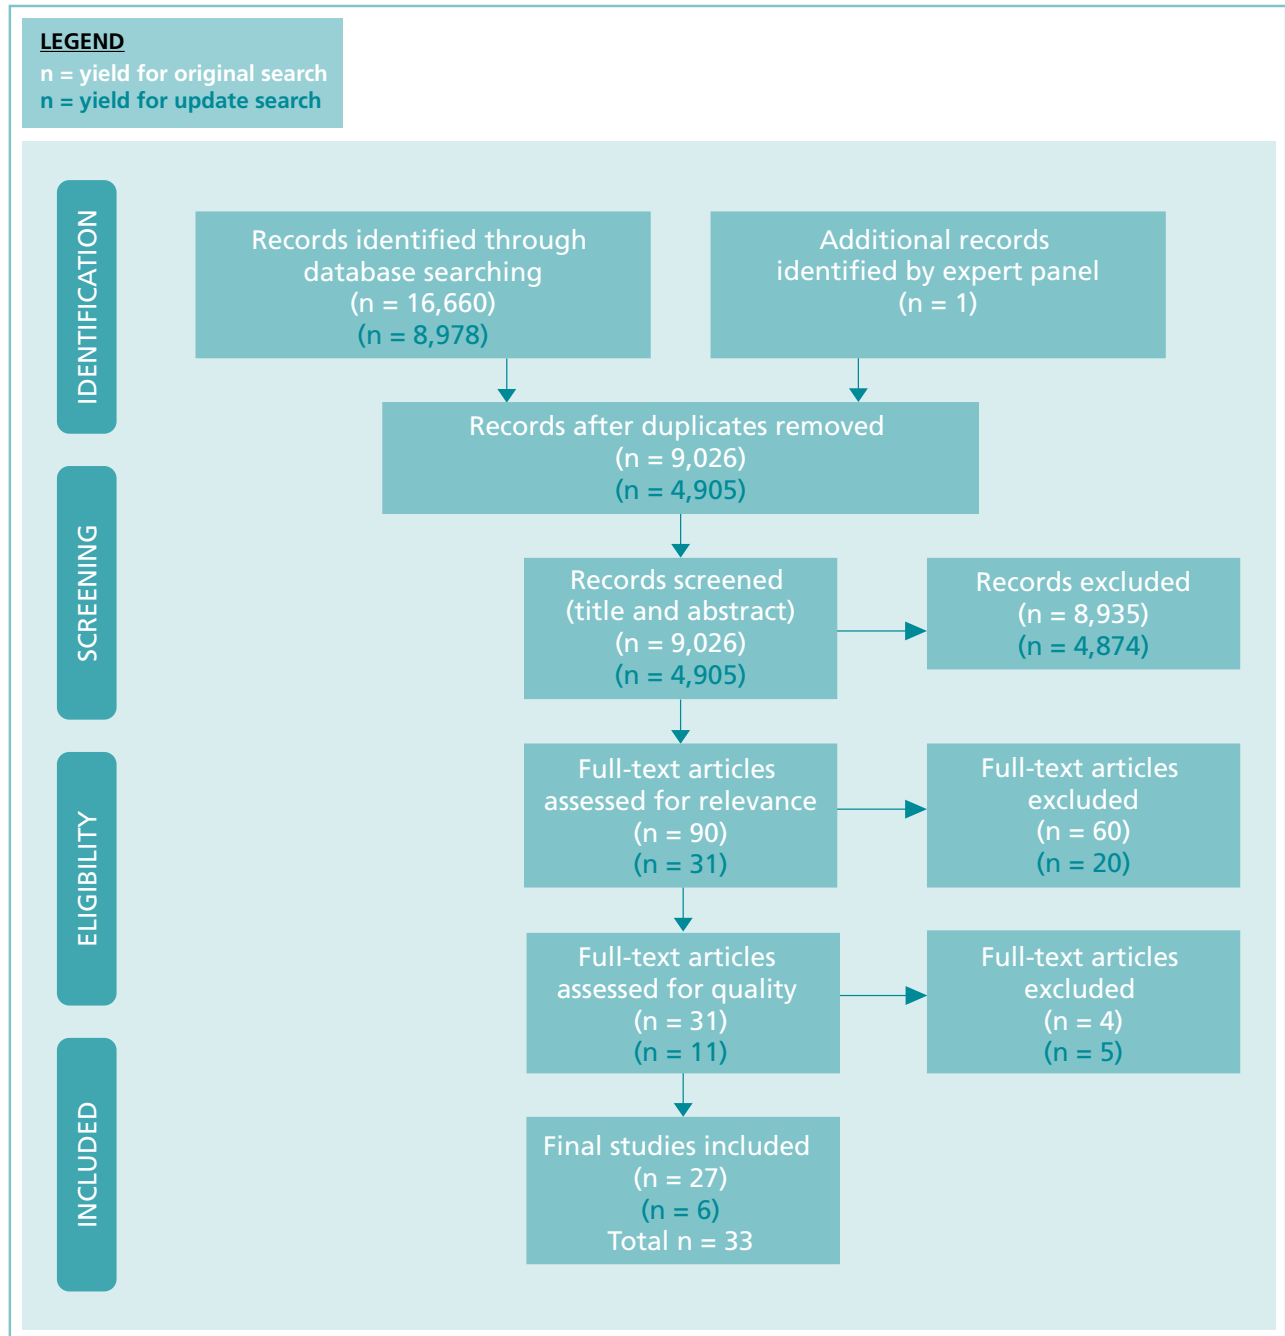 LEGEND
n = yield for original search
n = yield for update search
IDENTIFICATION
Records identified through
database searching
(n = 16,660)
(n = 8,978)
Additional records
identified by expert panel
(n = 1)
Records after duplicates removed
(n = 9,026)
(n = 4,905)
SCREENING
Records screened
(title and abstract)
(n = 9,026)
(n = 4,905)
Records excluded
(n = 8,935)
(n = 4,874)
ELIGIBILITY
Full-text articles
assessed for relevance
(n = 90)
(n = 31)
Full-text articles
excluded
(n = 60)
(n = 20)
Full-text articles
assessed for quality
(n = 31)
(n = 11)
Full-text articles
excluded
(n = 4)
(n = 5)
INCLUDED
Final studies included
(n = 27)
(n = 6)
Total n = 33